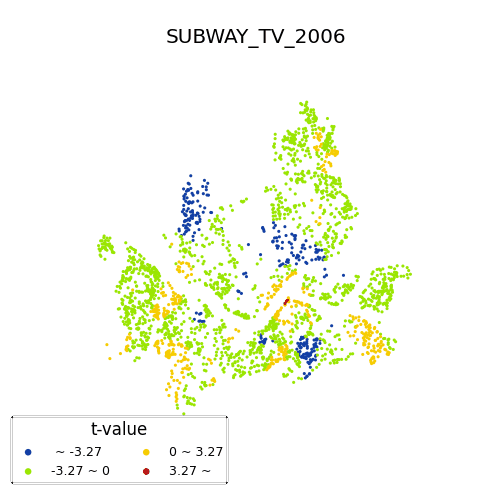 SUBWAY_TV_2006
t-value
~ -3.27
0 ~ 3.27
-3.27 ~ 0
3.27 ~